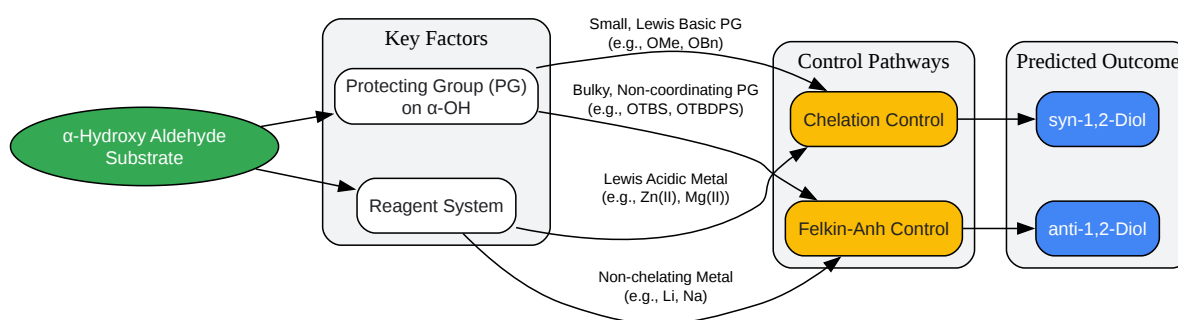 Key Factors
Small, Lewis Basic PG
(e.g., OMe, OBn)
Control Pathways
Predicted Outcome
Protecting Group (PG)
on α-OH
Bulky, Non-coordinating PG
(e.g., OTBS, OTBDPS)
Chelation Control
syn-1,2-Diol
α-Hydroxy Aldehyde
Substrate
Lewis Acidic Metal
(e.g., Zn(II), Mg(II))
Reagent System
Felkin-Anh Control
anti-1,2-Diol
Non-chelating Metal
(e.g., Li, Na)